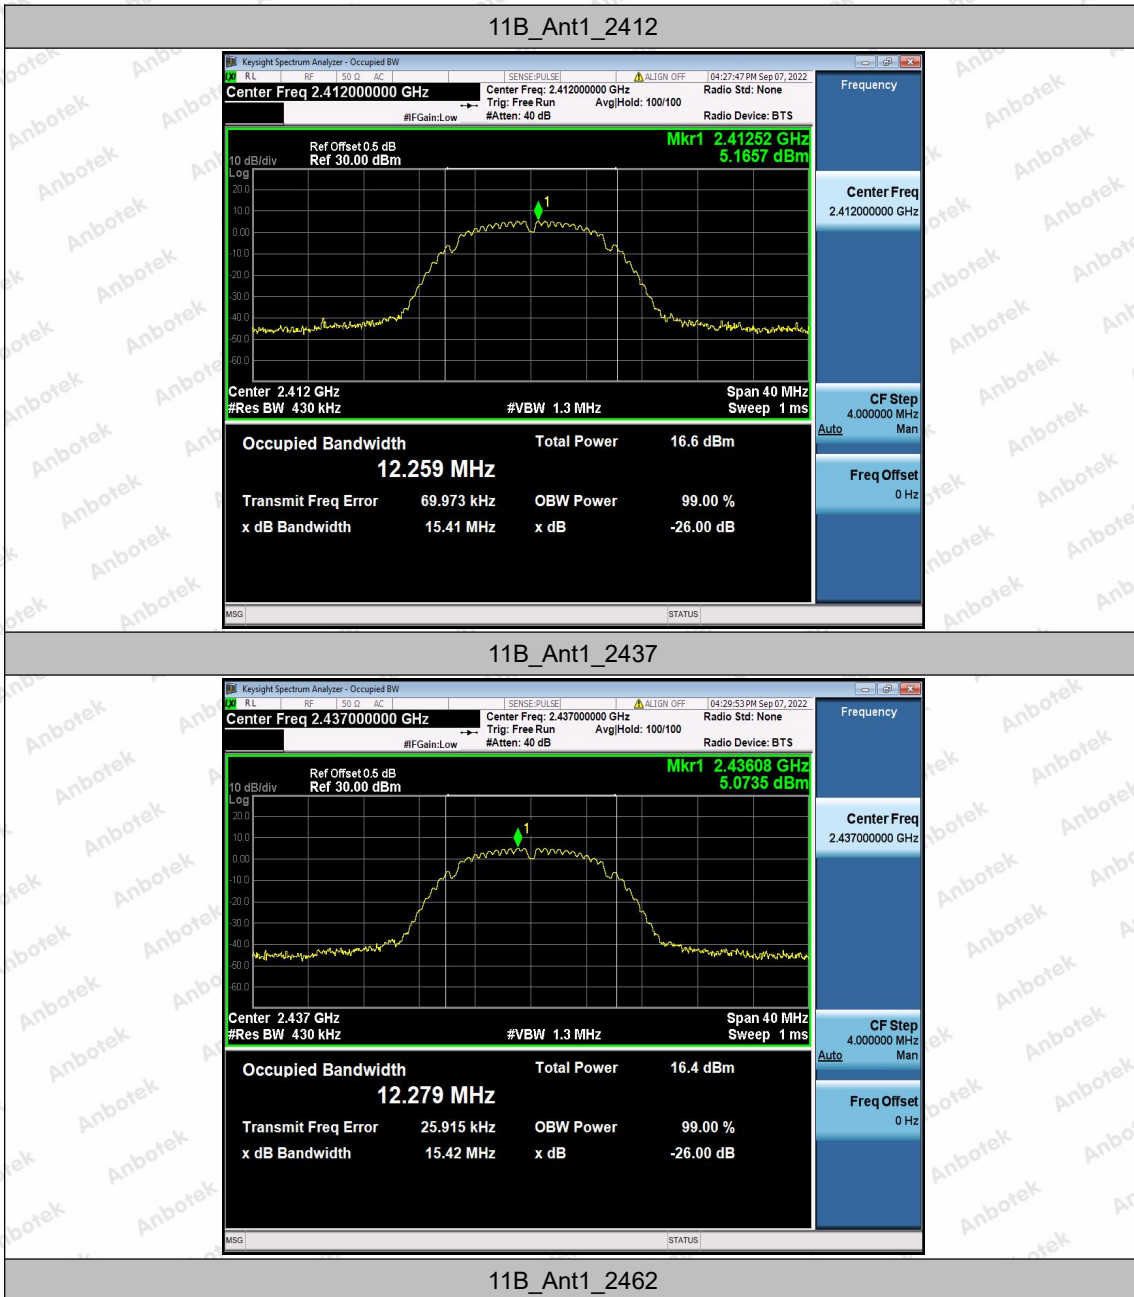 11B_Ant1_2412
Keysight Spectrum Analyzer - Occupied BW
LXI RL RF 50 Ω AC SENSE:PULSE ALIGN OFF 04:27:47 PM Sep 07, 2022
Center Freq 2.412000000 GHz
Center Freq: 2.412000000 GHz Radio Std: None
Trig: Free Run Avg|Hold: 100/100
#IFGain:Low #Atten: 40 dB Radio Device: BTS
Frequency
Ref Offset 0.5 dB
10 dB/div Ref 30.00 dBm
Mkr1 2.41252 GHz
5.1657 dBm
Log
20.0
10.0
0.00
-10.0
-20.0
-30.0
-40.0
-50.0
-60.0
1
Center Freq
2.412000000 GHz
Center 2.412 GHz Span 40 MHz
#Res BW 430 kHz #VBW 1.3 MHz Sweep 1 ms
CF Step
4.000000 MHz
Auto Man
Occupied Bandwidth Total Power 16.6 dBm
12.259 MHz
Freq Offset
0 Hz
Transmit Freq Error 69.973 kHz OBW Power 99.00 %
x dB Bandwidth 15.41 MHz x dB -26.00 dB
MSG STATUS
11B_Ant1_2437
Keysight Spectrum Analyzer - Occupied BW
LXI RL RF 50 Ω AC SENSE:PULSE ALIGN OFF 04:29:53 PM Sep 07, 2022
Center Freq 2.437000000 GHz
Center Freq: 2.437000000 GHz Radio Std: None
Trig: Free Run Avg|Hold: 100/100
#IFGain:Low #Atten: 40 dB Radio Device: BTS
Frequency
Ref Offset 0.5 dB
10 dB/div Ref 30.00 dBm
Mkr1 2.43608 GHz
5.0735 dBm
Log
20.0
10.0
0.00
-10.0
-20.0
-30.0
-40.0
-50.0
-60.0
1
Center Freq
2.437000000 GHz
Center 2.437 GHz Span 40 MHz
#Res BW 430 kHz #VBW 1.3 MHz Sweep 1 ms
CF Step
4.000000 MHz
Auto Man
Occupied Bandwidth Total Power 16.4 dBm
12.279 MHz
Freq Offset
0 Hz
Transmit Freq Error 25.915 kHz OBW Power 99.00 %
x dB Bandwidth 15.42 MHz x dB -26.00 dB
MSG STATUS
11B_Ant1_2462
Anbotek